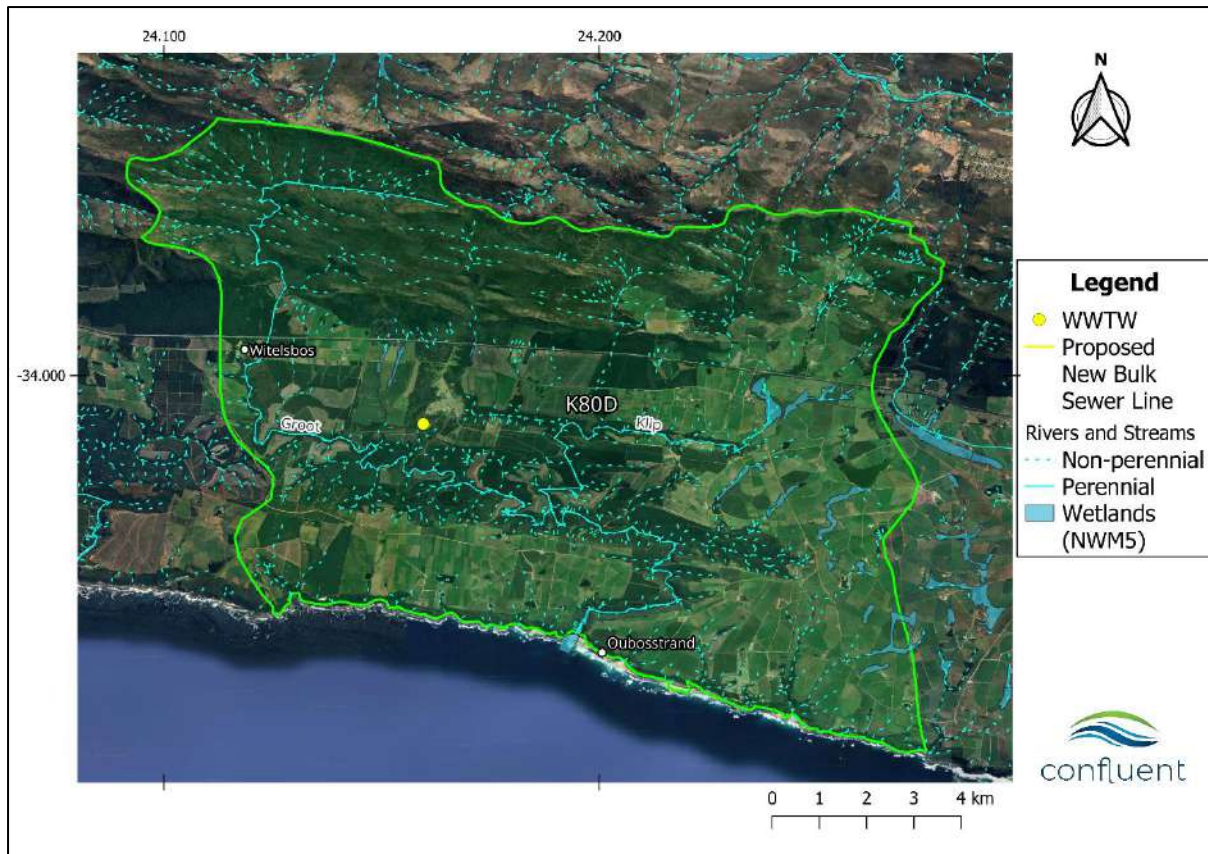 24.100
24.200
N
-34.000
Witelsbos
K80D
Groot
Klip
Oubosstrand
Legend
WWTW
Proposed
New Bulk
Sewer Line
Rivers and Streams
Non-perennial
Perennial
Wetlands
(NWM5)
confluent
0 1 2 3 4 km